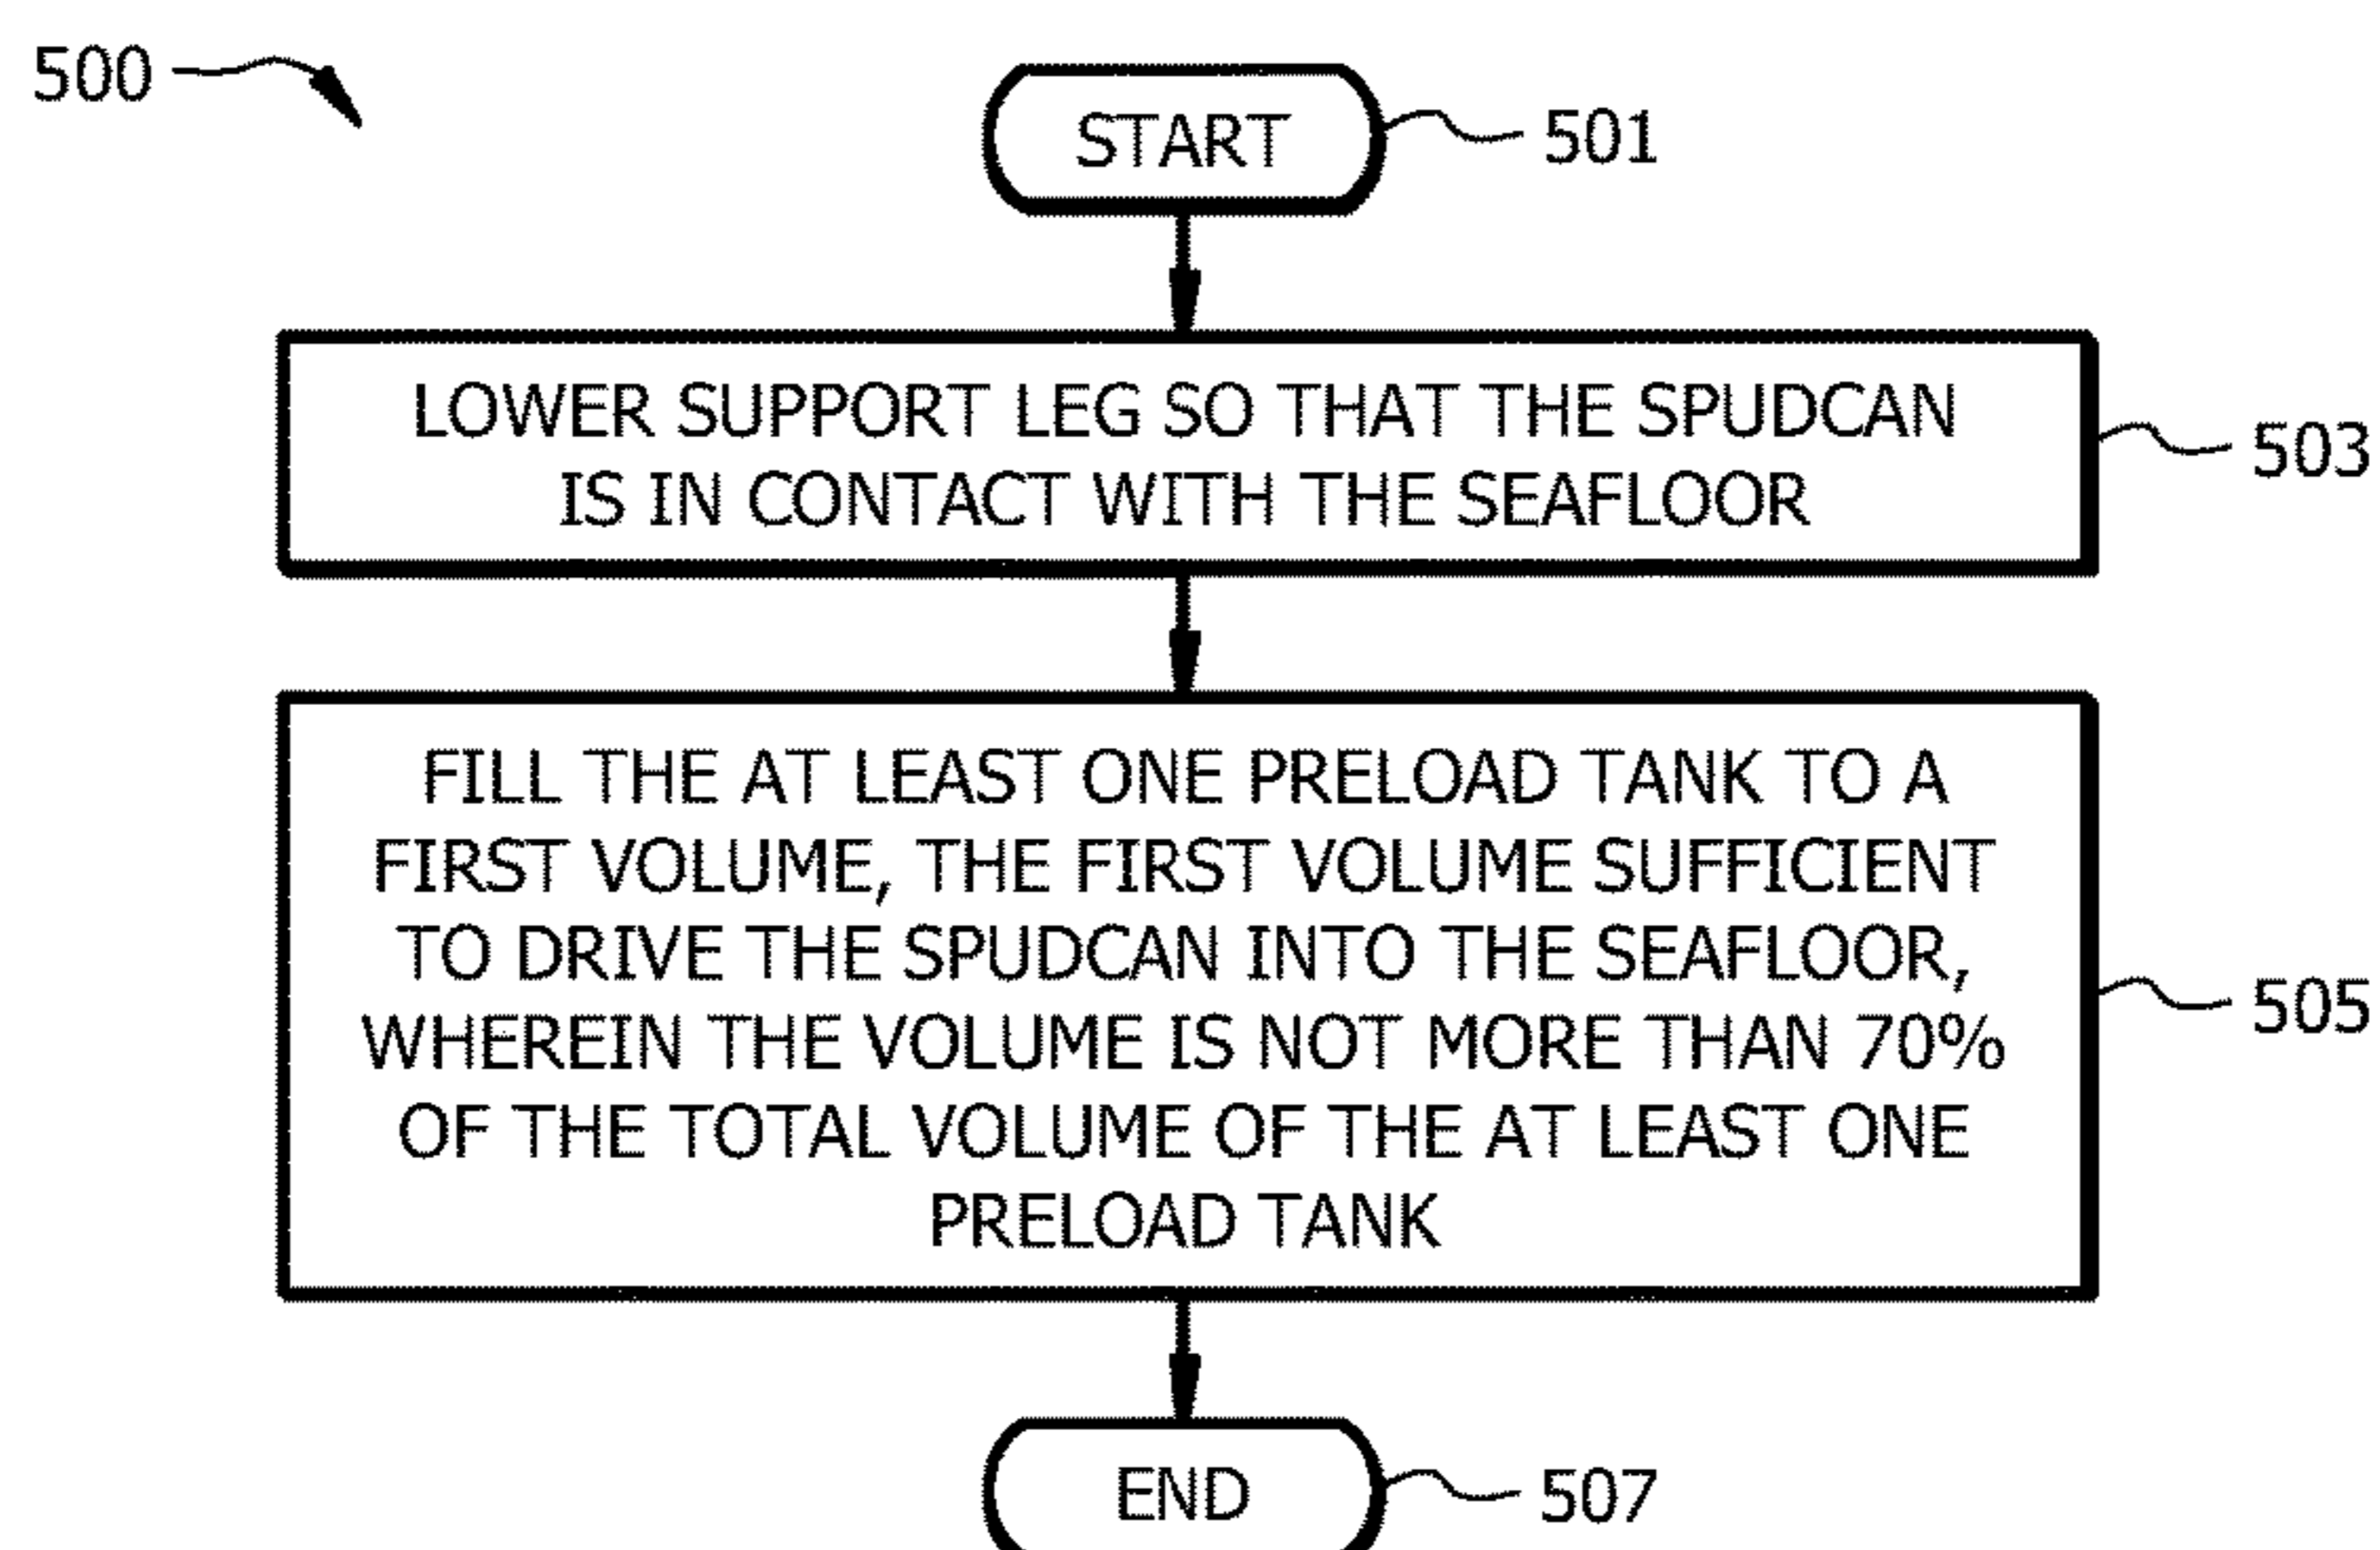 500
START
501
LOWER SUPPORT LEG SO THAT THE SPUDCAN
IS IN CONTACT WITH THE SEAFLOOR
503
FILL THE AT LEAST ONE PRELOAD TANK TO A
FIRST VOLUME, THE FIRST VOLUME SUFFICIENT
TO DRIVE THE SPUDCAN INTO THE SEAFLOOR,
WHEREIN THE VOLUME IS NOT MORE THAN 70%
OF THE TOTAL VOLUME OF THE AT LEAST ONE
PRELOAD TANK
505
END
507